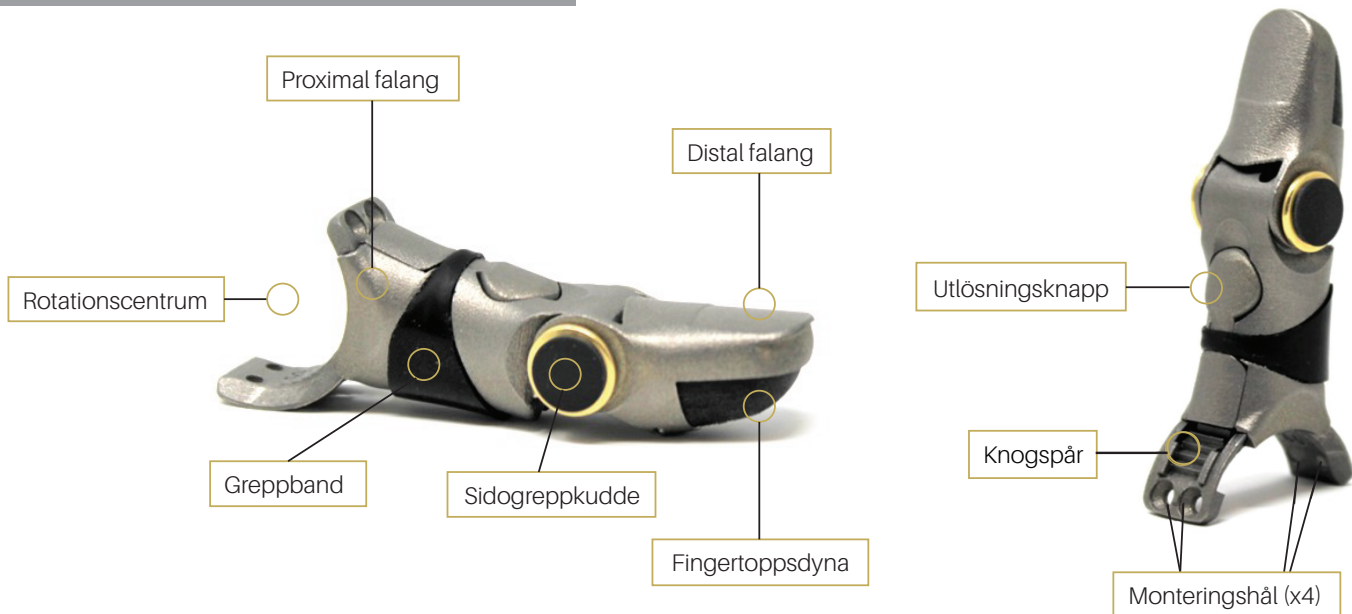 Proximal falang
Distal falang
Rotationscentrum
Greppband
Sidogreppkudde
Fingertoppsdyna
Utlösningsknapp
Knogspår
Monteringshål (x4)